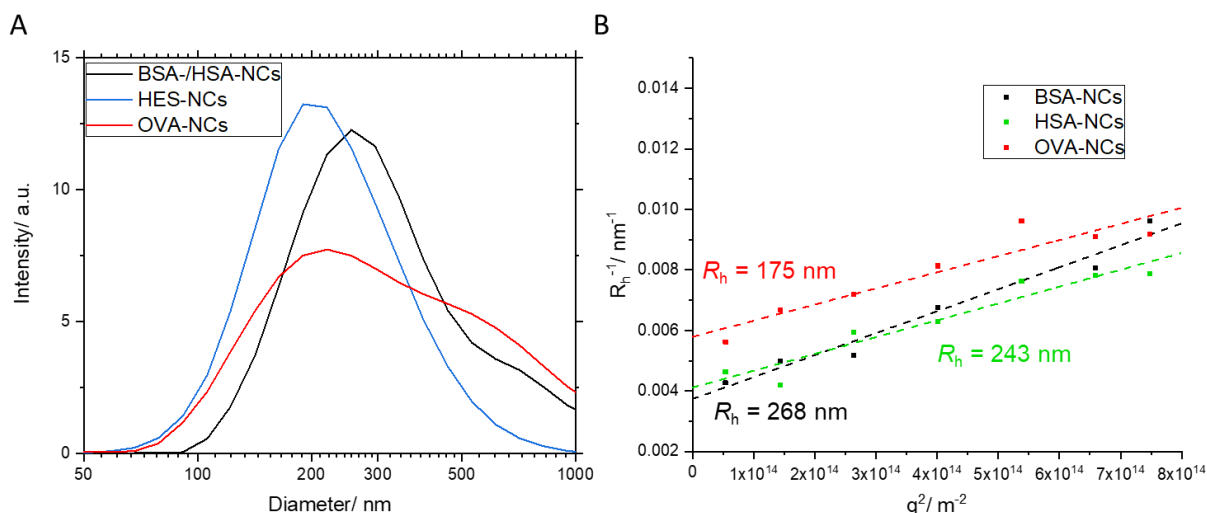 A
15
10
5
0
Intensity/ a.u.
BSA-/HSA-NCs
HES-NCs
OVA-NCs
50
100
200
300
500
1000
Diameter/ nm
B
0.014
0.012
0.010
0.008
0.006
0.004
0.002
R_h^-1/ nm^-1
BSA-NCs
HSA-NCs
OVA-NCs
R_h = 175 nm
R_h = 243 nm
R_h = 268 nm
0
1x10^14
2x10^14
3x10^14
4x10^14
5x10^14
6x10^14
7x10^14
8x10^14
q^2/ m^-2